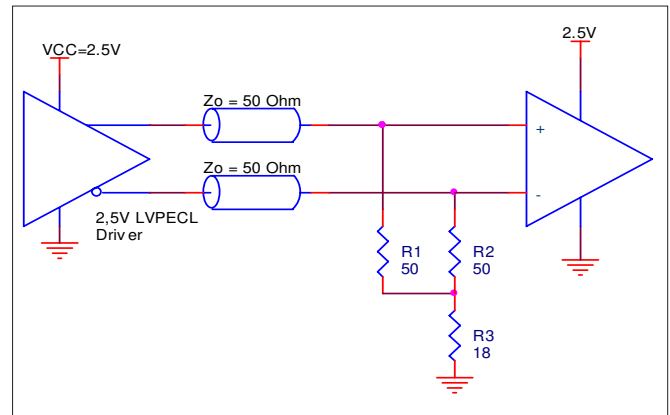 VCC=2.5V
2.5V
Zo = 50 Ohm
+
Zo = 50 Ohm
-
2,5V LVPECL
Driver
R1
50
R2
50
R3
18